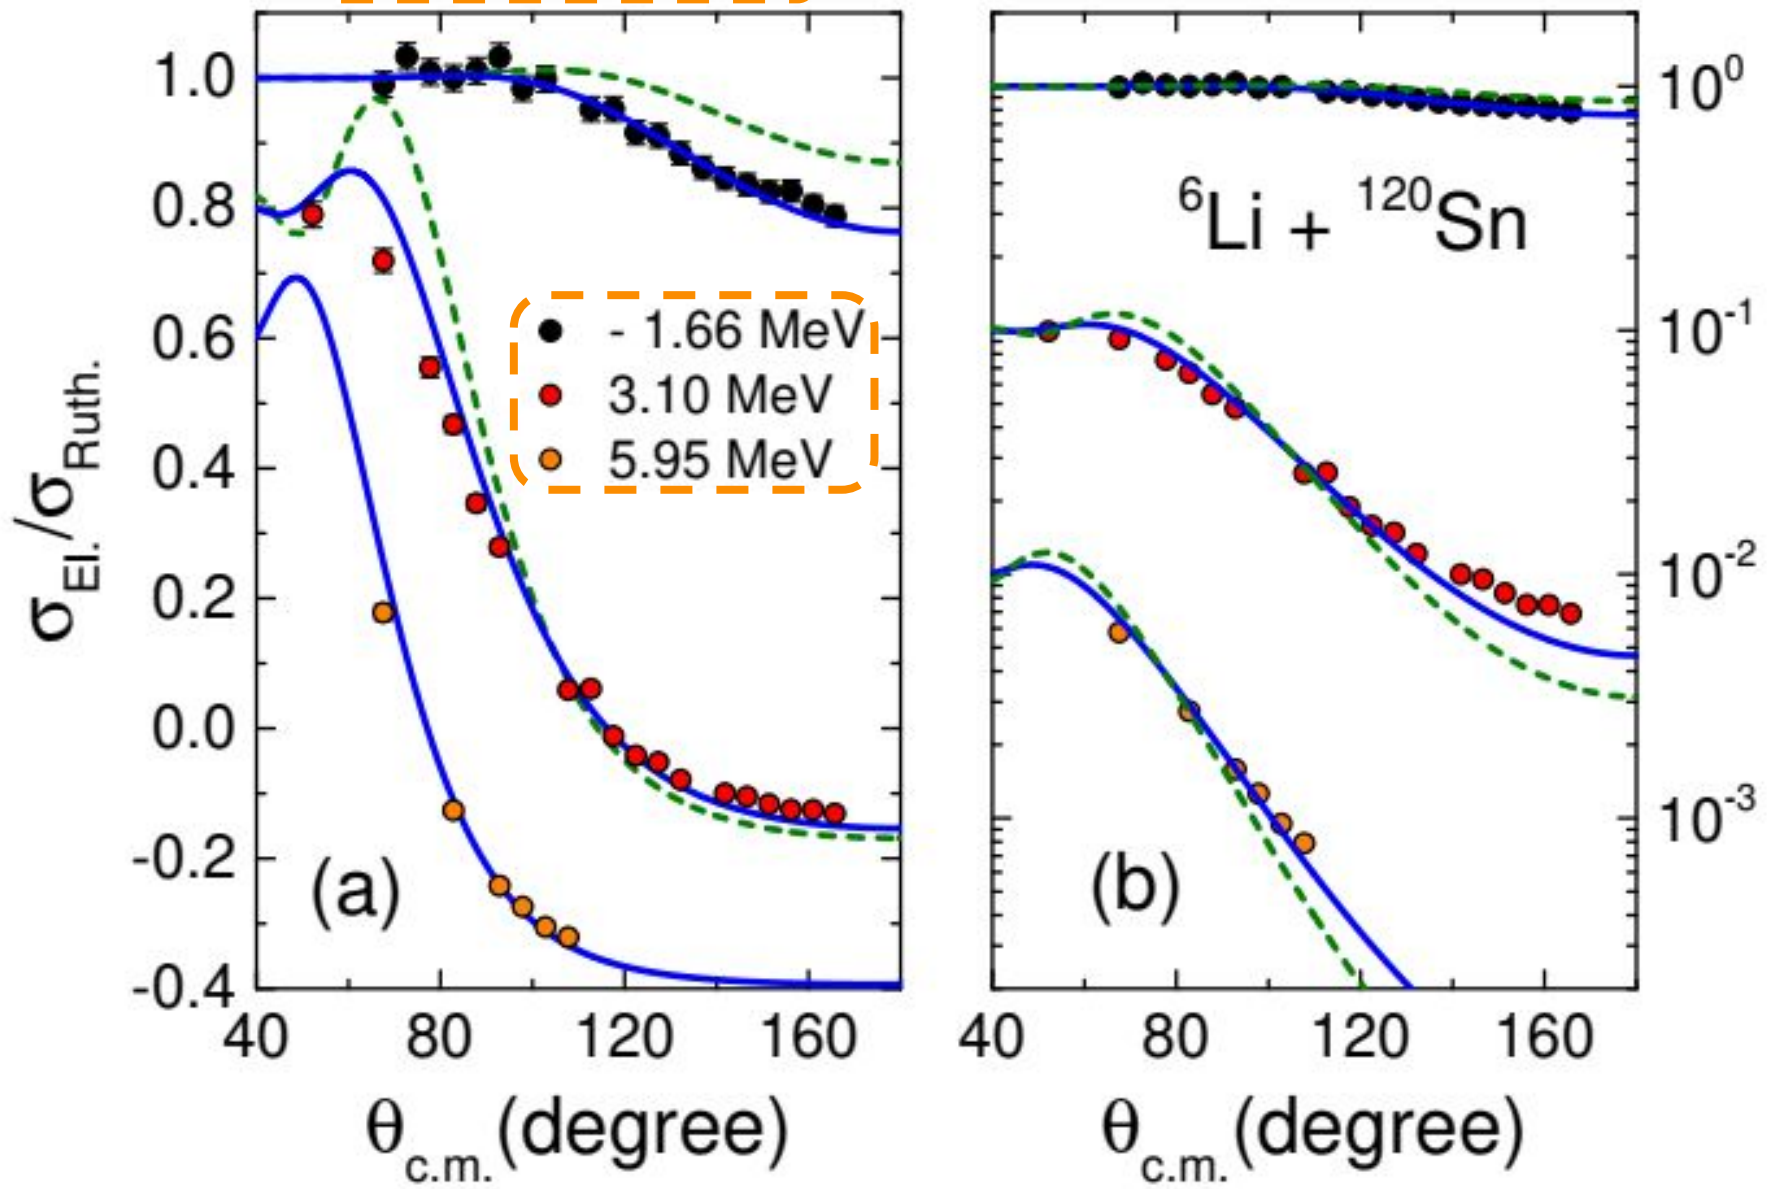 σEl./σRuth.
1.0
0.8
0.6
0.4
0.2
0.0
-0.2
-0.4
- 1.66 MeV
3.10 MeV
5.95 MeV
(a)
40 80 120 160
θc.m. (degree)
⁶Li + ¹²⁰Sn
10⁰
10⁻¹
10⁻²
10⁻³
(b)
40 80 120 160
θc.m. (degree)